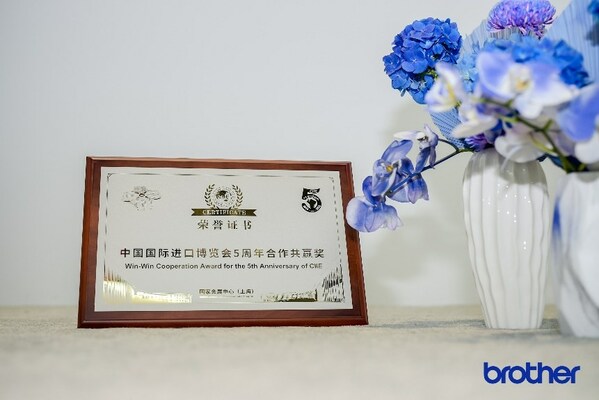 CERTIFICATE
荣誉证书
中国国际进口博览会5周年合作共赢奖
Win-Win Cooperation Award for the 5th Anniversary of CIIE
国家会展中心（上海）
5
brother